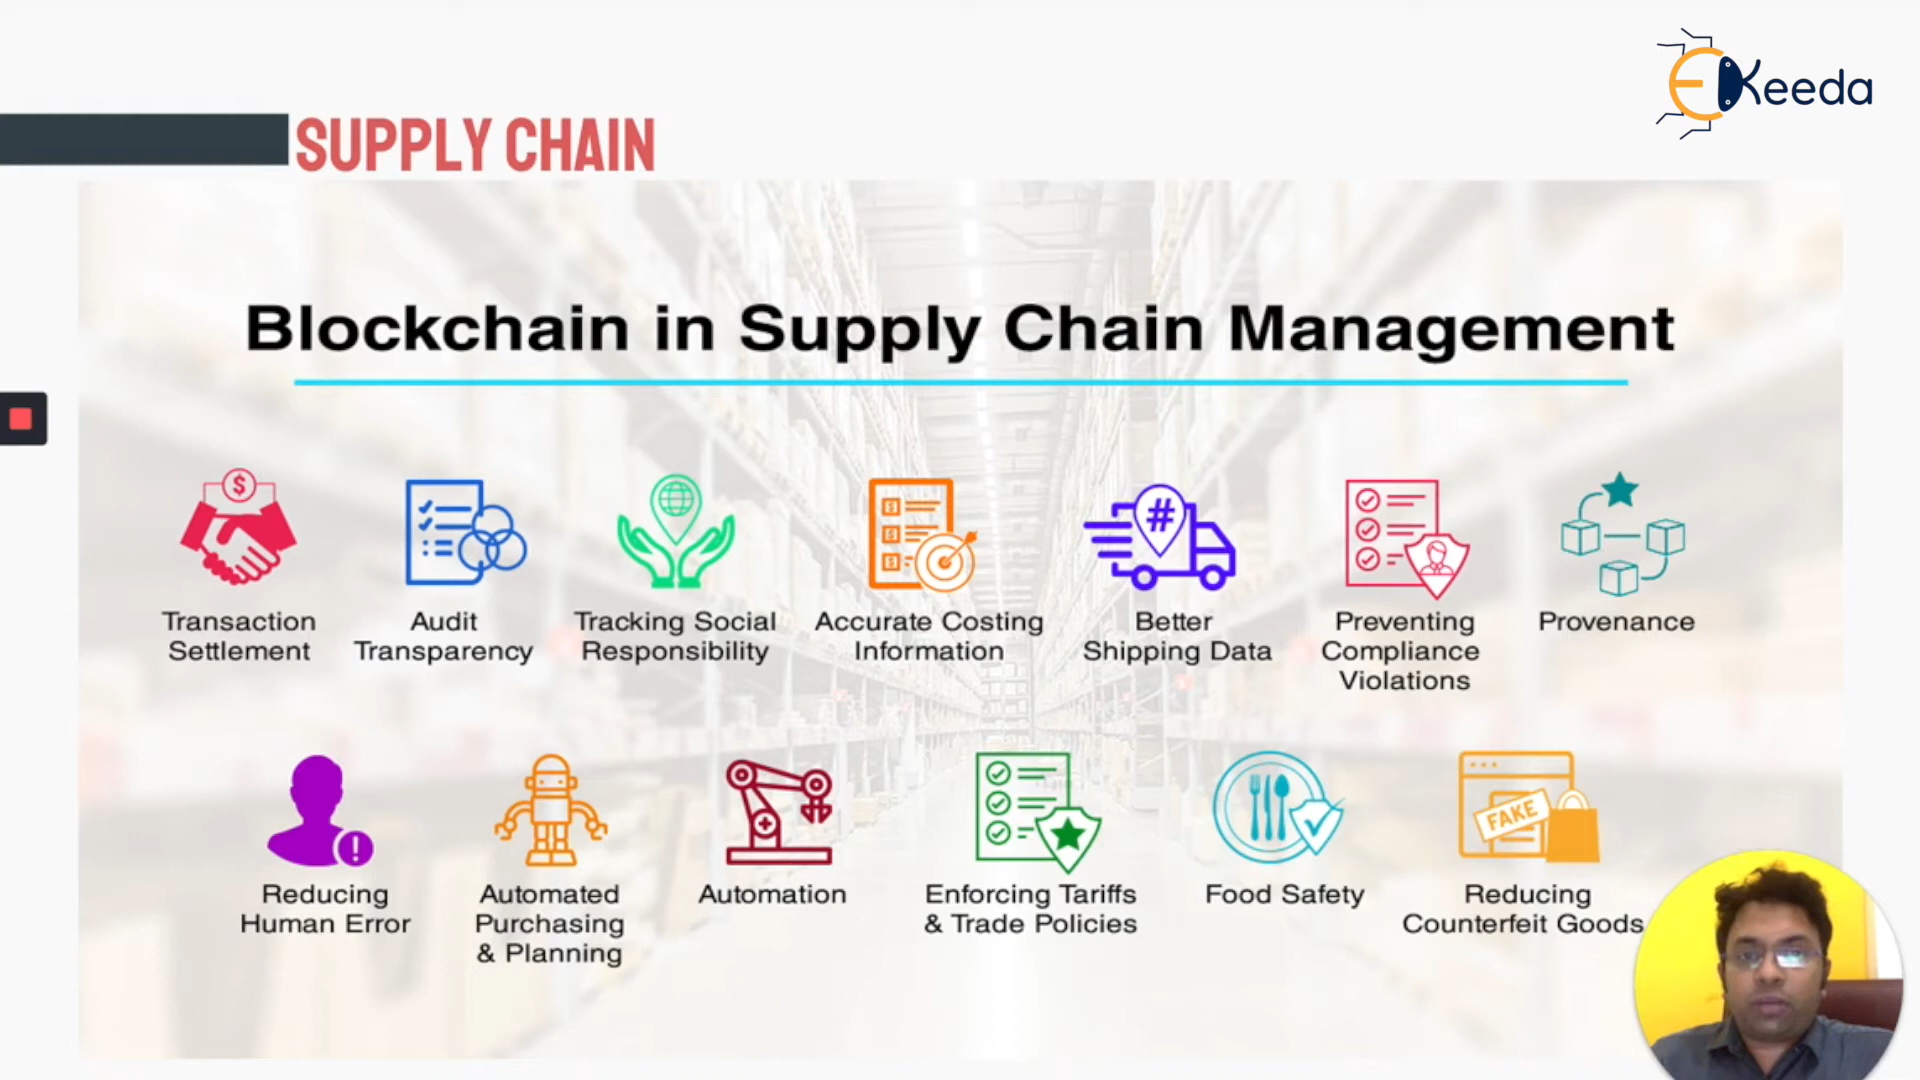 EKeeda
SUPPLY CHAIN
Blockchain in Supply Chain Management
$
#
Transaction
Settlement
Audit
Transparency
Tracking Social
Responsibility
Accurate Costing
Information
Better
Shipping Data
Preventing
Compliance
Violations
Provenance
!
FAKE
Reducing
Human Error
Automated
Purchasing
& Planning
Automation
Enforcing Tariffs
& Trade Policies
Food Safety
Reducing
Counterfeit Goods